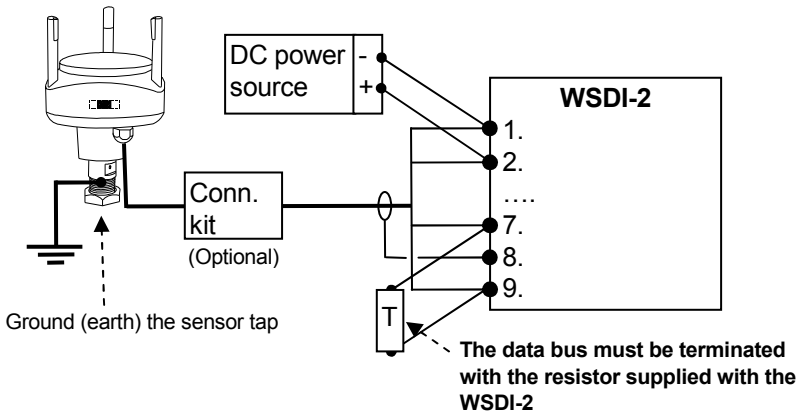 DC power
source
-
+
WSDI-2
1.
2.
....
7.
8.
9.
Conn.
kit
(Optional)
T
Ground (earth) the sensor tap
The data bus must be terminated
with the resistor supplied with the
WSDI-2